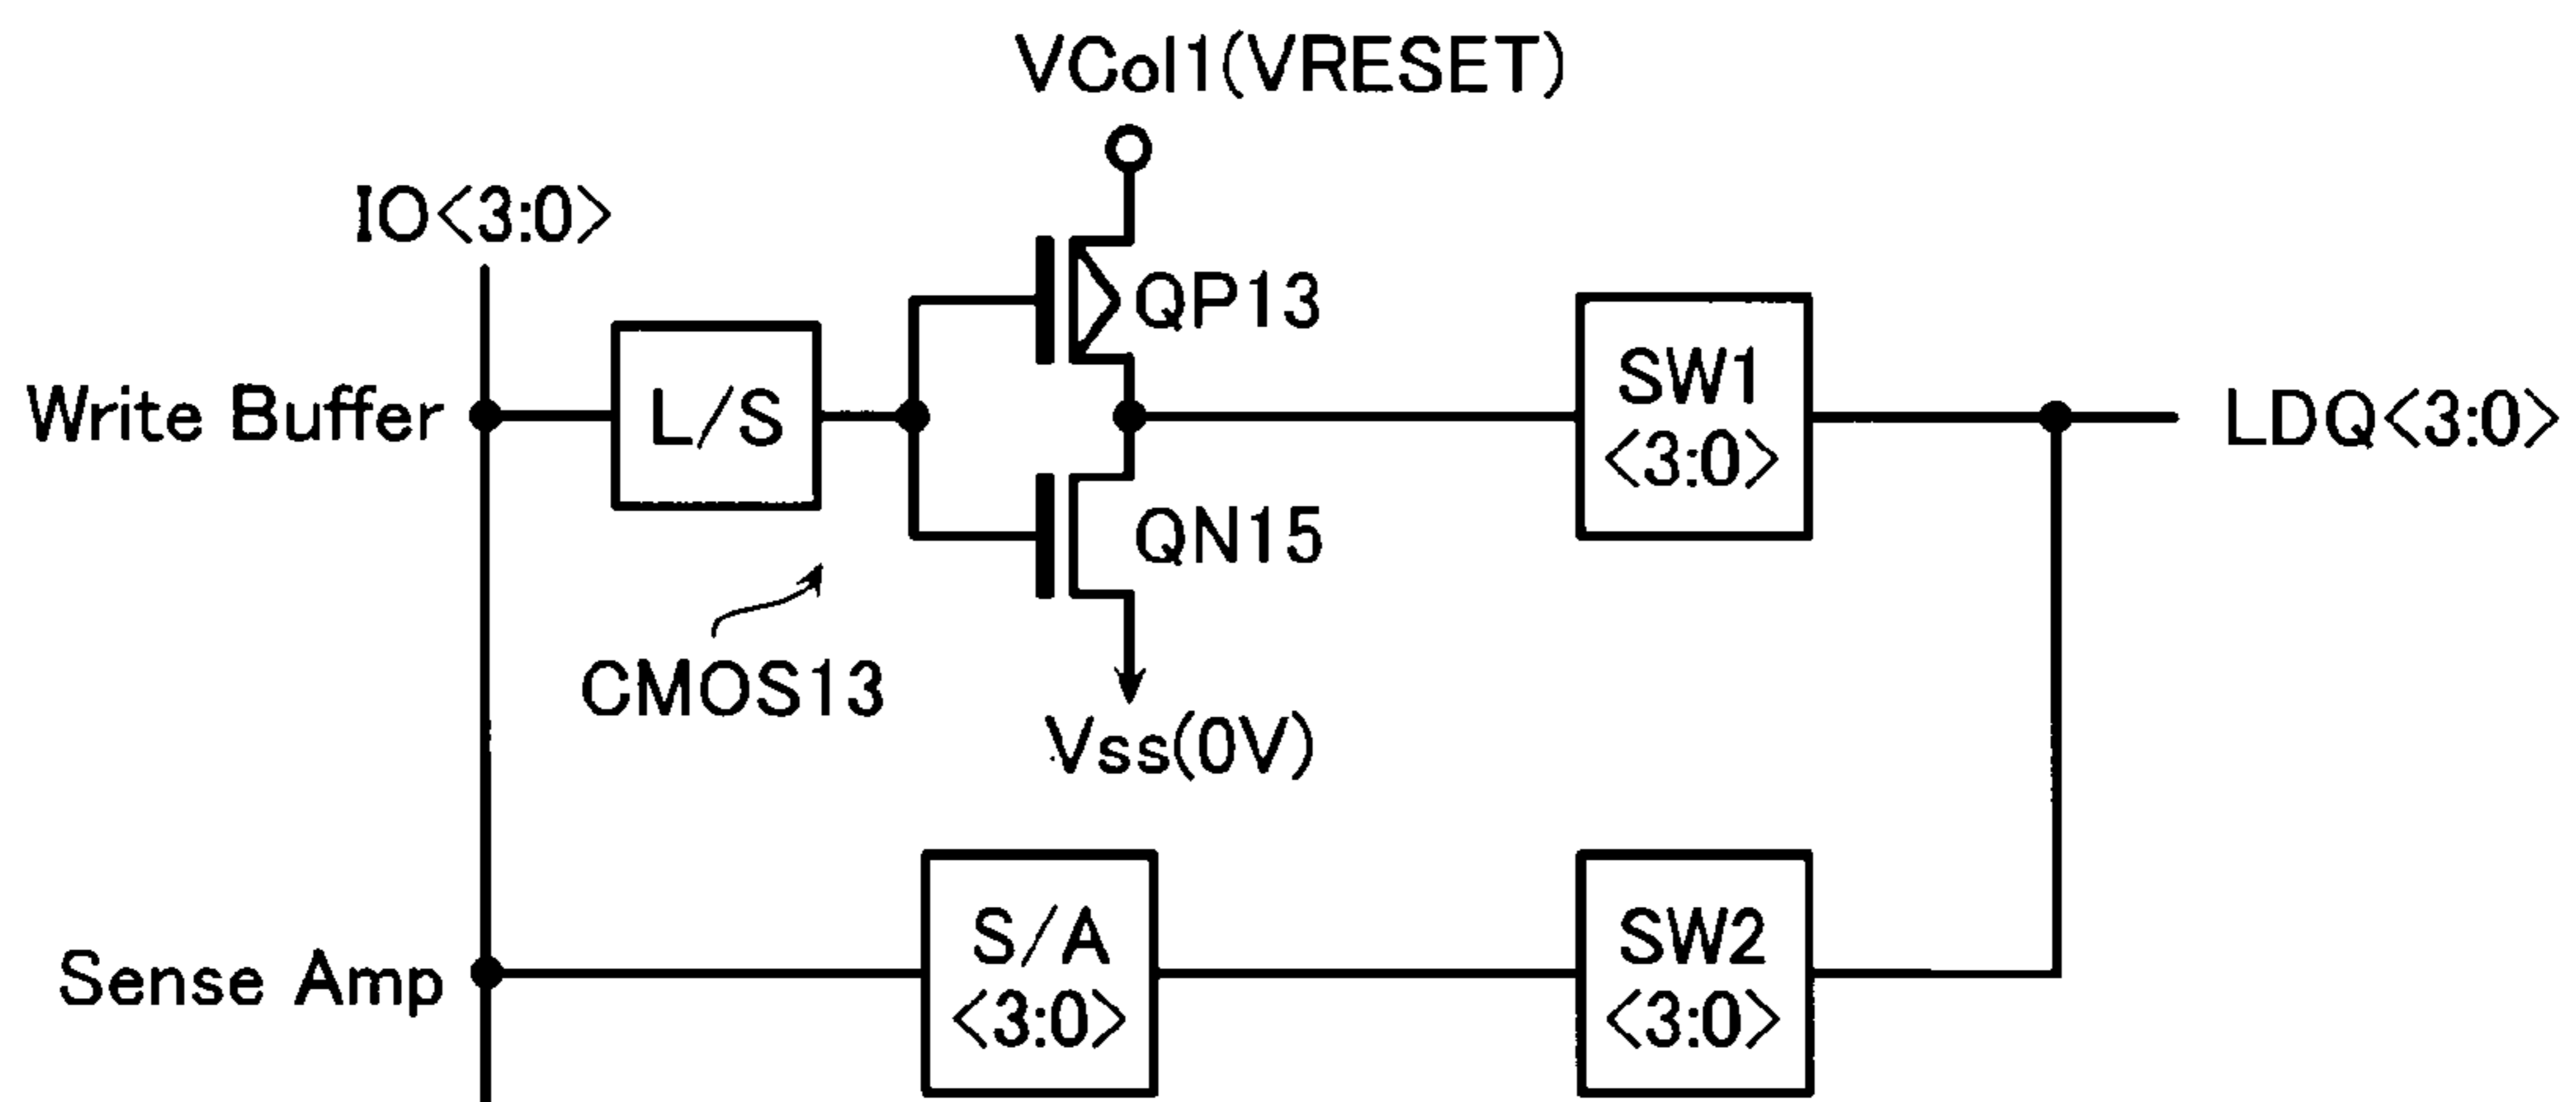 VCol1(VRESET)
IO<3:0>
QP13
Write Buffer
L/S
SW1
<3:0>
LDQ<3:0>
QN15
CMOS13
Vss(0V)
Sense Amp
S/A
<3:0>
SW2
<3:0>